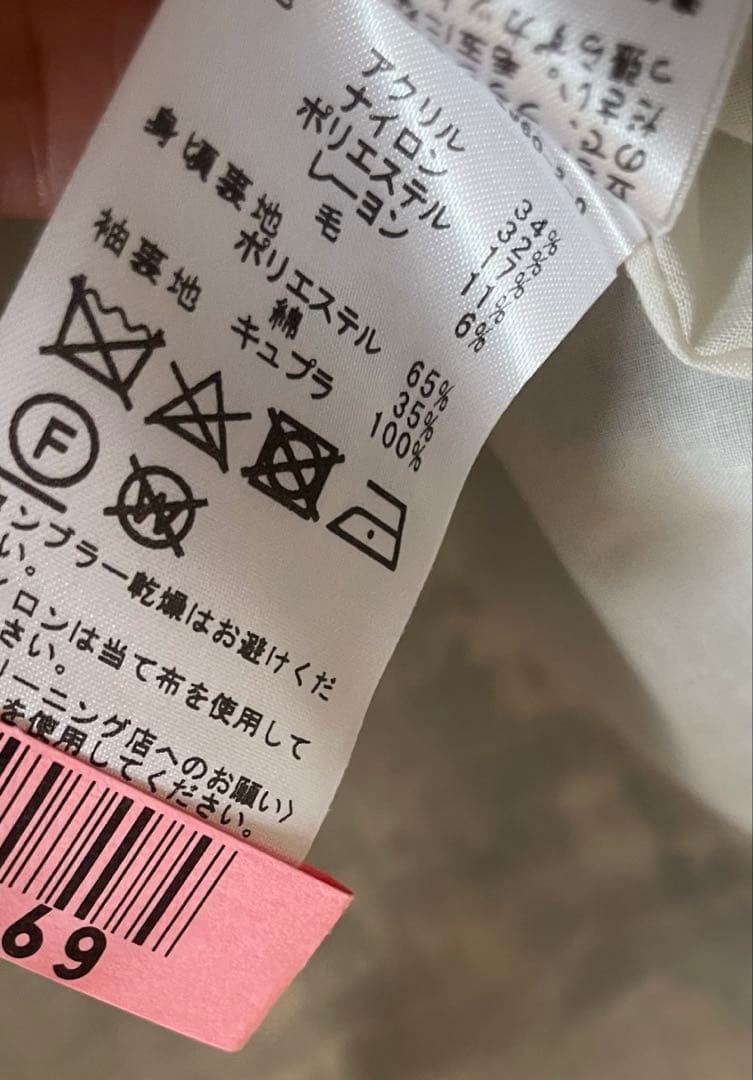 アクリル 34%
ナイロン 32%
ポリエステル 17%
レーヨン 11%
毛 6%
身頃裏地
ポリエステル 65%
綿 35%
袖裏地 キュプラ 100%
F
W
ンブラー乾燥はお避けくだ
い。
ロンは当て布を使用して
さい。
ーニング店へのお願い〉
を使用してください。
69